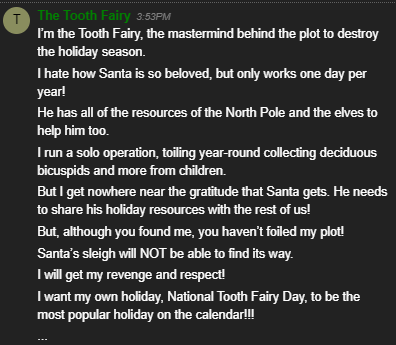 T
The Tooth Fairy 3:53PM
I'm the Tooth Fairy, the mastermind behind the plot to destroy
the holiday season.
I hate how Santa is so beloved, but only works one day per
year!
He has all of the resources of the North Pole and the elves to
help him too.
I run a solo operation, toiling year-round collecting deciduous
bicuspids and more from children.
But I get nowhere near the gratitude that Santa gets. He needs
to share his holiday resources with the rest of us!
But, although you found me, you haven't foiled my plot!
Santa's sleigh will NOT be able to find its way.
I will get my revenge and respect!
I want my own holiday, National Tooth Fairy Day, to be the
most popular holiday on the calendar!!!
...